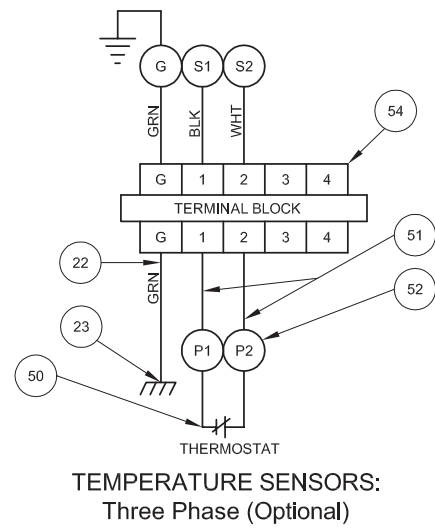 G S1 S2
GRN BLK WHT
54
G 1 2 3 4
TERMINAL BLOCK
G 1 2 3 4
51
22
GRN
52
23
P1 P2
50
THERMOSTAT
TEMPERATURE SENSORS:
Three Phase (Optional)